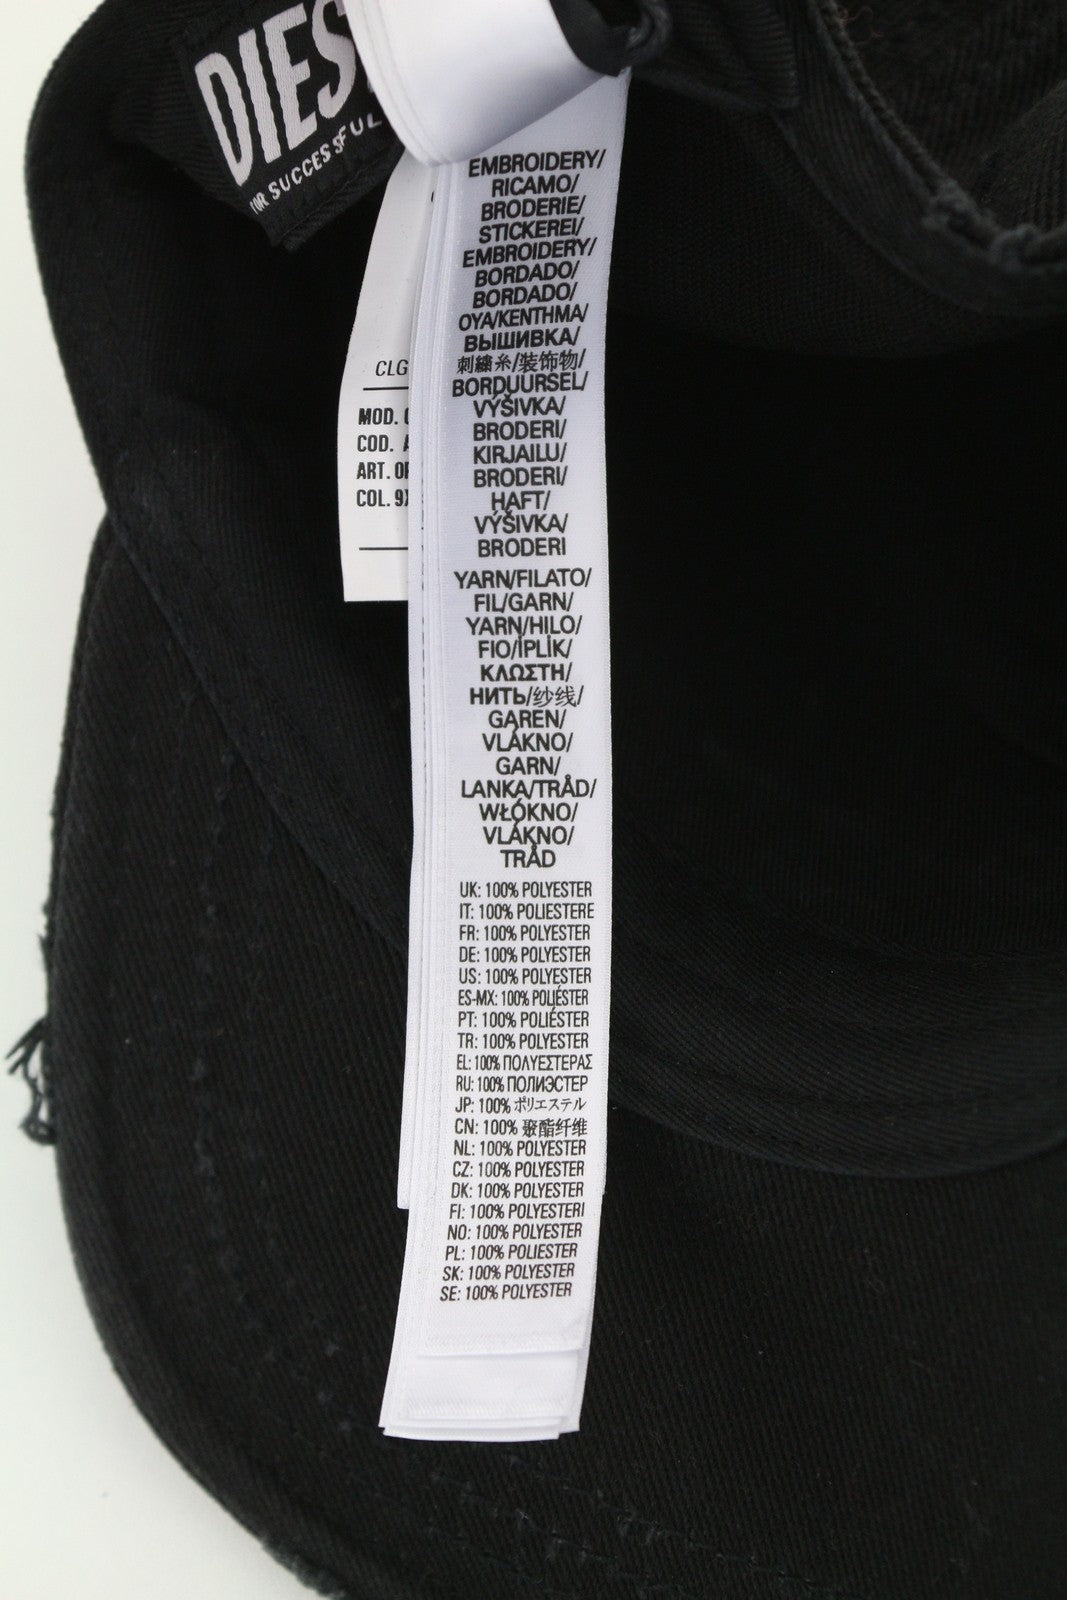 DIES
FOR SUCCESSFUL
CLG
MOD.
COD.
ART.
COL.
EMBROIDERY/
RICAMO/
BRODERIE/
STICKEREI/
EMBROIDERY/
BORDADO/
BORDADO/
OYA/ΚΕΝΤΗΜΑ/
ВЫШИВКА/
刺繍糸/装饰物/
BORDUURSEL/
VÝŠIVKA/
BRODERI/
KIRJAILU/
BRODERI/
HAFT/
VÝŠIVKA/
BRODERI
YARN/FILATO/
FIL/GARN/
YARN/HILO/
FIO/İPLİK/
ΚΛΩΣΤΗ/
НИТЬ/纱线/
GAREN/
VLÁKNO/
GARN/
LANKA/TRÅD/
WŁÓKNO/
VLÁKNO/
TRÅD
UK: 100% POLYESTER
IT: 100% POLIESTERE
FR: 100% POLYESTER
DE: 100% POLYESTER
US: 100% POLYESTER
ES-MX: 100% POLIÉSTER
PT: 100% POLIÉSTER
TR: 100% POLYESTER
EL: 100% ΠΟΛΥΕΣΤΕΡΑΣ
RU: 100% ПОЛИЭСТЕР
JP: 100% ポリエステル
CN: 100% 聚酯纤维
NL: 100% POLYESTER
CZ: 100% POLYESTER
DK: 100% POLYESTER
FI: 100% POLYESTERI
NO: 100% POLYESTER
PL: 100% POLIESTER
SK: 100% POLYESTER
SE: 100% POLYESTER